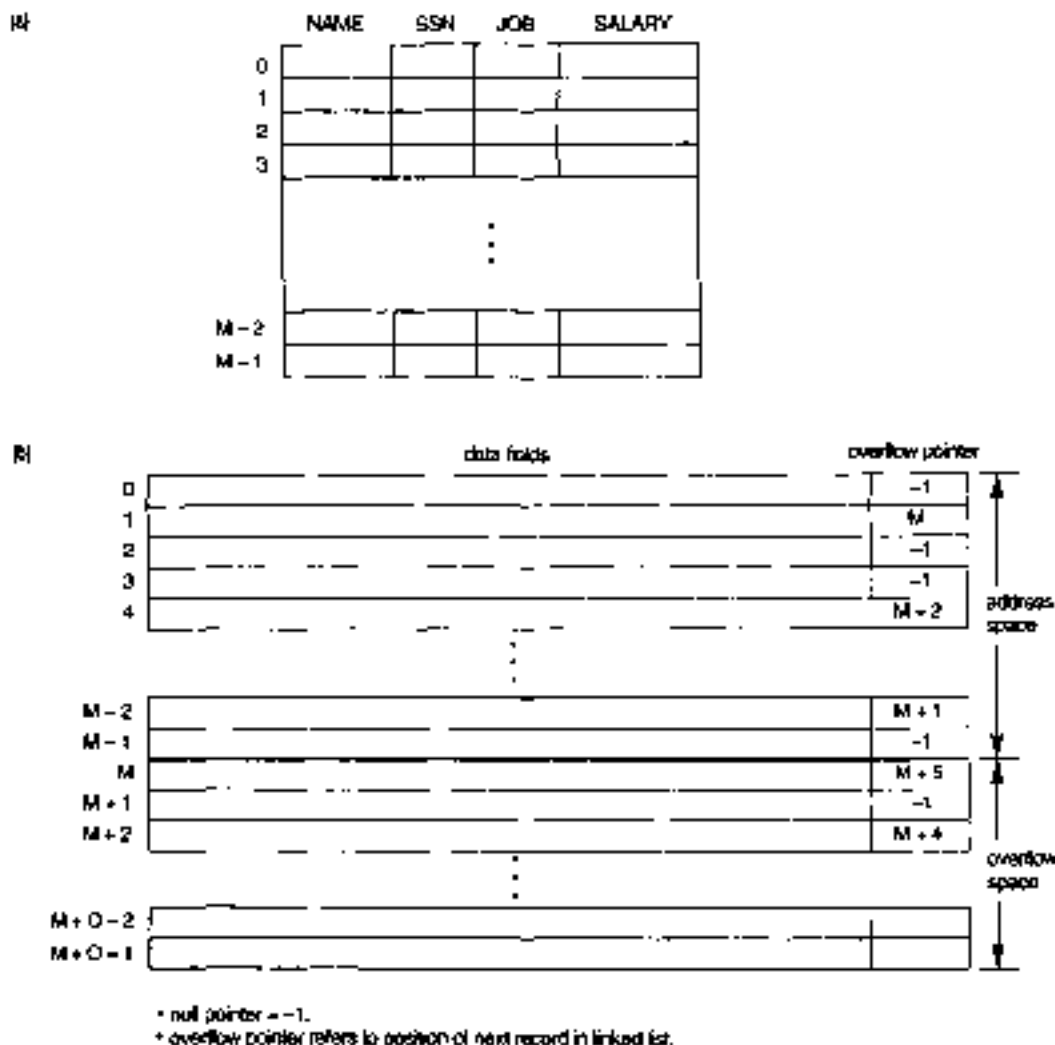 (a) NAME SSN JOB SALARY
0
1
2
3
M – 2
M – 1
(b) data fields overflow pointer
0 –1
1 M
2 –1
3 –1
4 M + 2
address
space
M – 2 M + 1
M – 1 –1
M M + 5
M + 1 –1
M + 2 M + 4
overflow
space
M + O – 2
M + O – 1
• null pointer = –1.
• overflow pointer refers to position of next record in linked list.